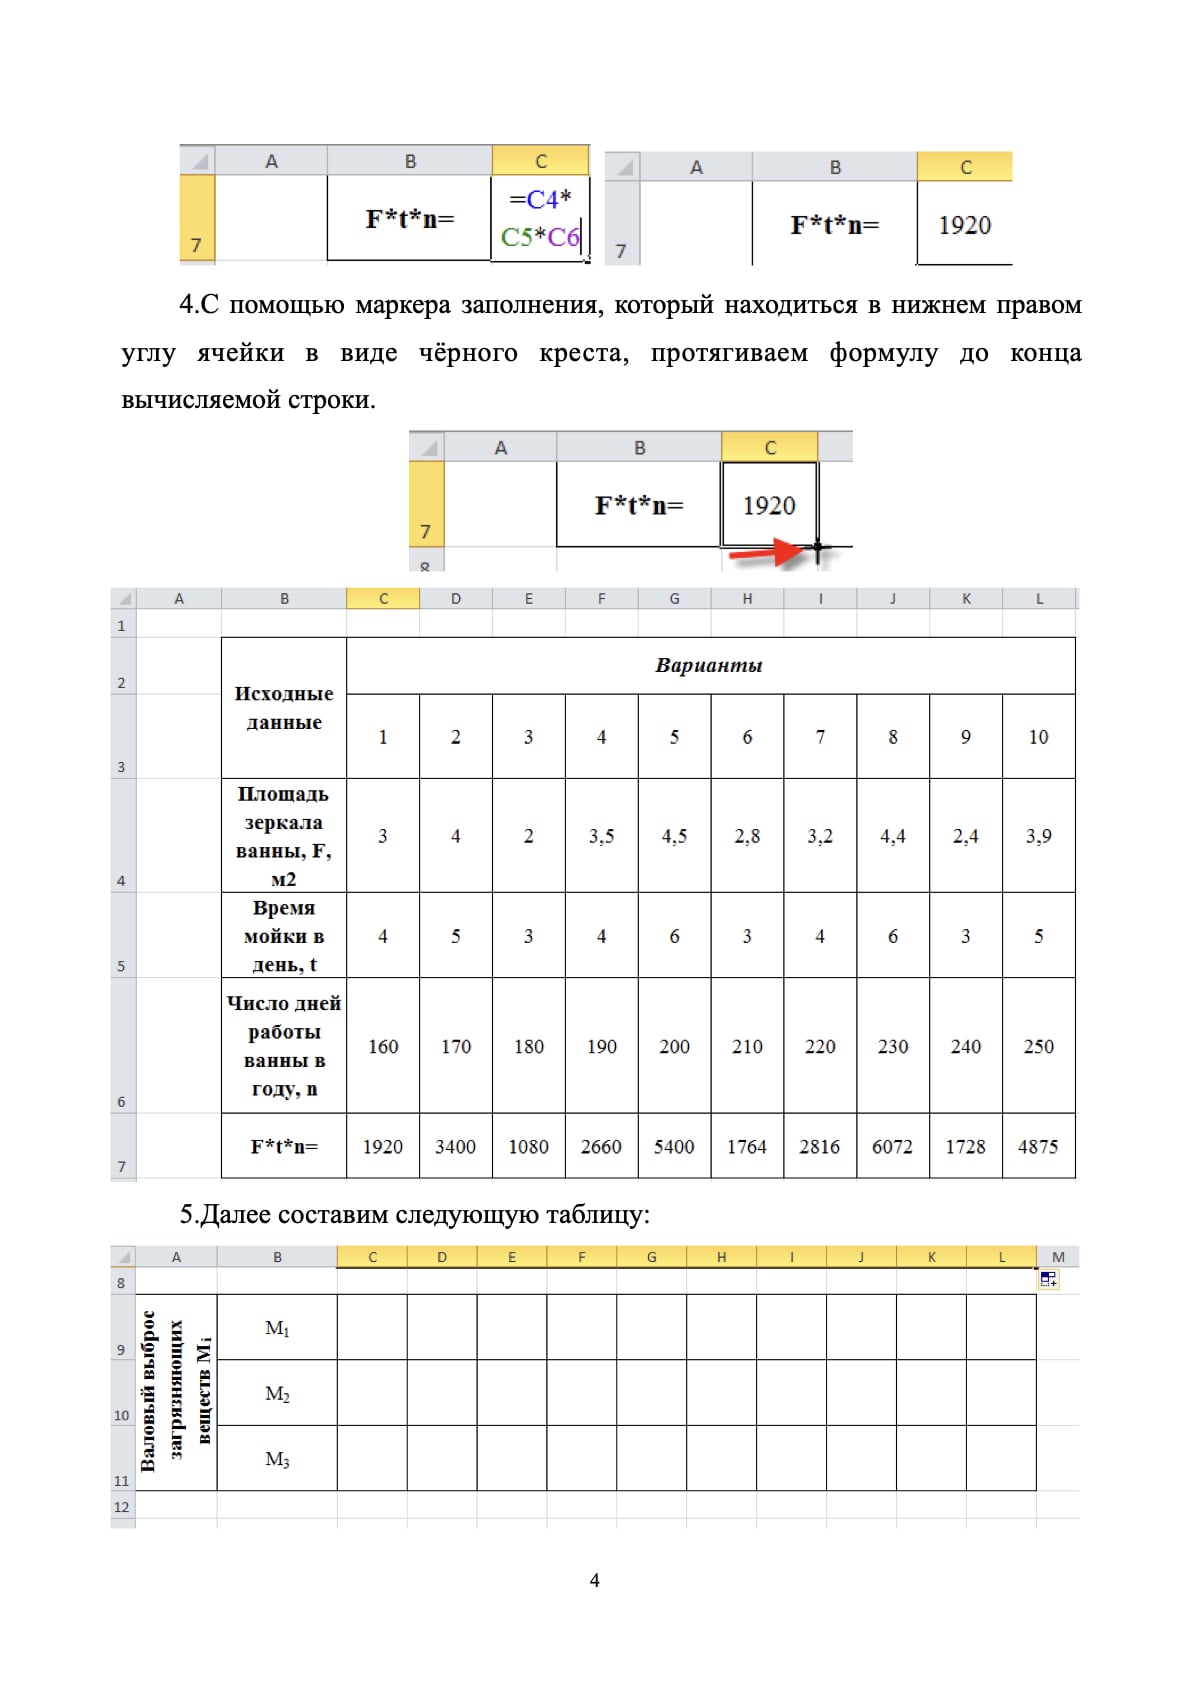 A B C
7 F*t*n= =C4*
C5*C6
A B C
7 F*t*n= 1920
4.С помощью маркера заполнения, который находиться в нижнем правом
углу ячейки в виде чёрного креста, протягиваем формулу до конца
вычисляемой строки.
A B C
7 F*t*n= 1920
8
A B C D E F G H I J K L
1
2 Варианты
Исходные
данные
3 1 2 3 4 5 6 7 8 9 10
Площадь
зеркала
ванны, F,
м2
4 3 4 2 3,5 4,5 2,8 3,2 4,4 2,4 3,9
Время
мойки в
день, t
5 4 5 3 4 6 3 4 6 3 5
Число дней
работы
ванны в
году, n
6 160 170 180 190 200 210 220 230 240 250
7 F*t*n= 1920 3400 1080 2660 5400 1764 2816 6072 1728 4875
5.Далее составим следующую таблицу:
A B C D E F G H I J K L M
8
Валовый выброс
загрязняющих
веществ Mi
9 M1
10 M2
11 M3
12
4